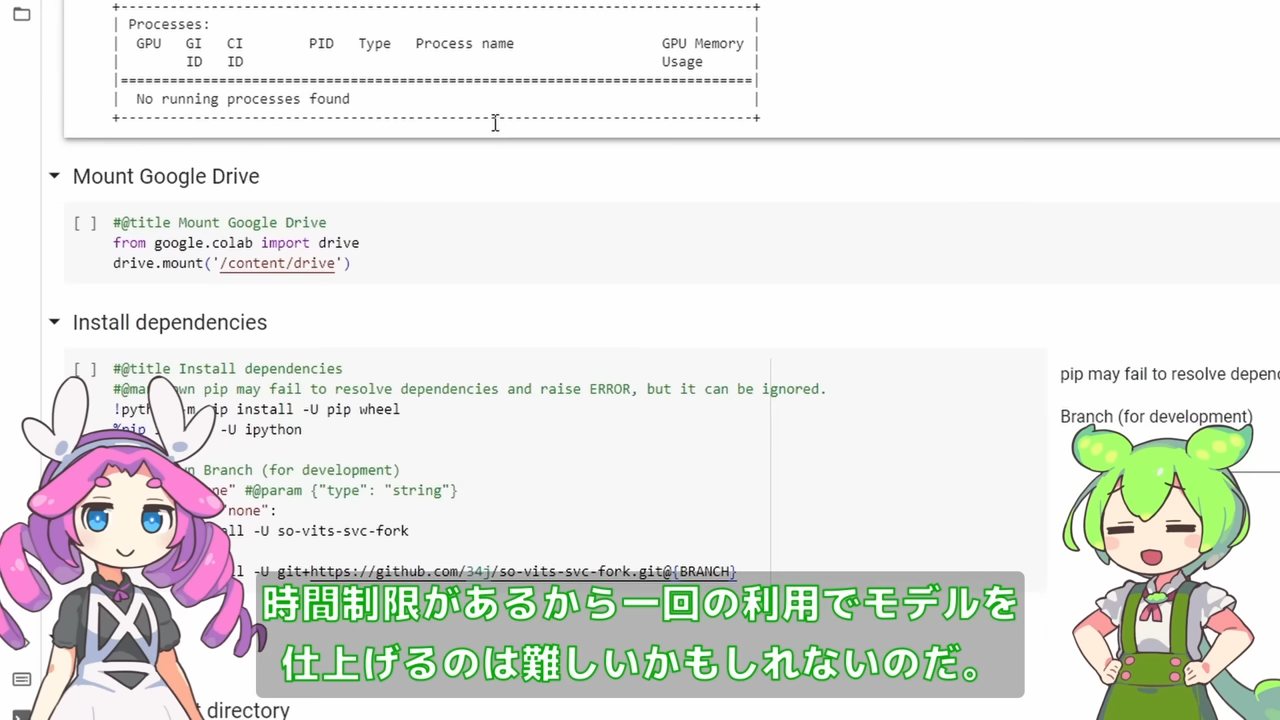 Processes:
GPU GI CI PID Type Process name GPU Memory
ID ID Usage
No running processes found
Mount Google Drive
[ ] #@title Mount Google Drive
from google.colab import drive
drive.mount('/content/drive')
Install dependencies
[ ] #@title Install dependencies
pip may fail to resolve dependencies and raise ERROR, but it can be ignored.
ip install -U pip wheel
-U ipython
Branch (for development)
#@param {"type": "string"}
"none":
-U so-vits-svc-fork
-U git+https://github.com/34j/so-vits-svc-fork.git@{BRANCH}
pip may fail to resolve
Branch (for development)
時間制限があるから一回の利用でモデルを
仕上げるのは難しいかもしれないのだ。
directory